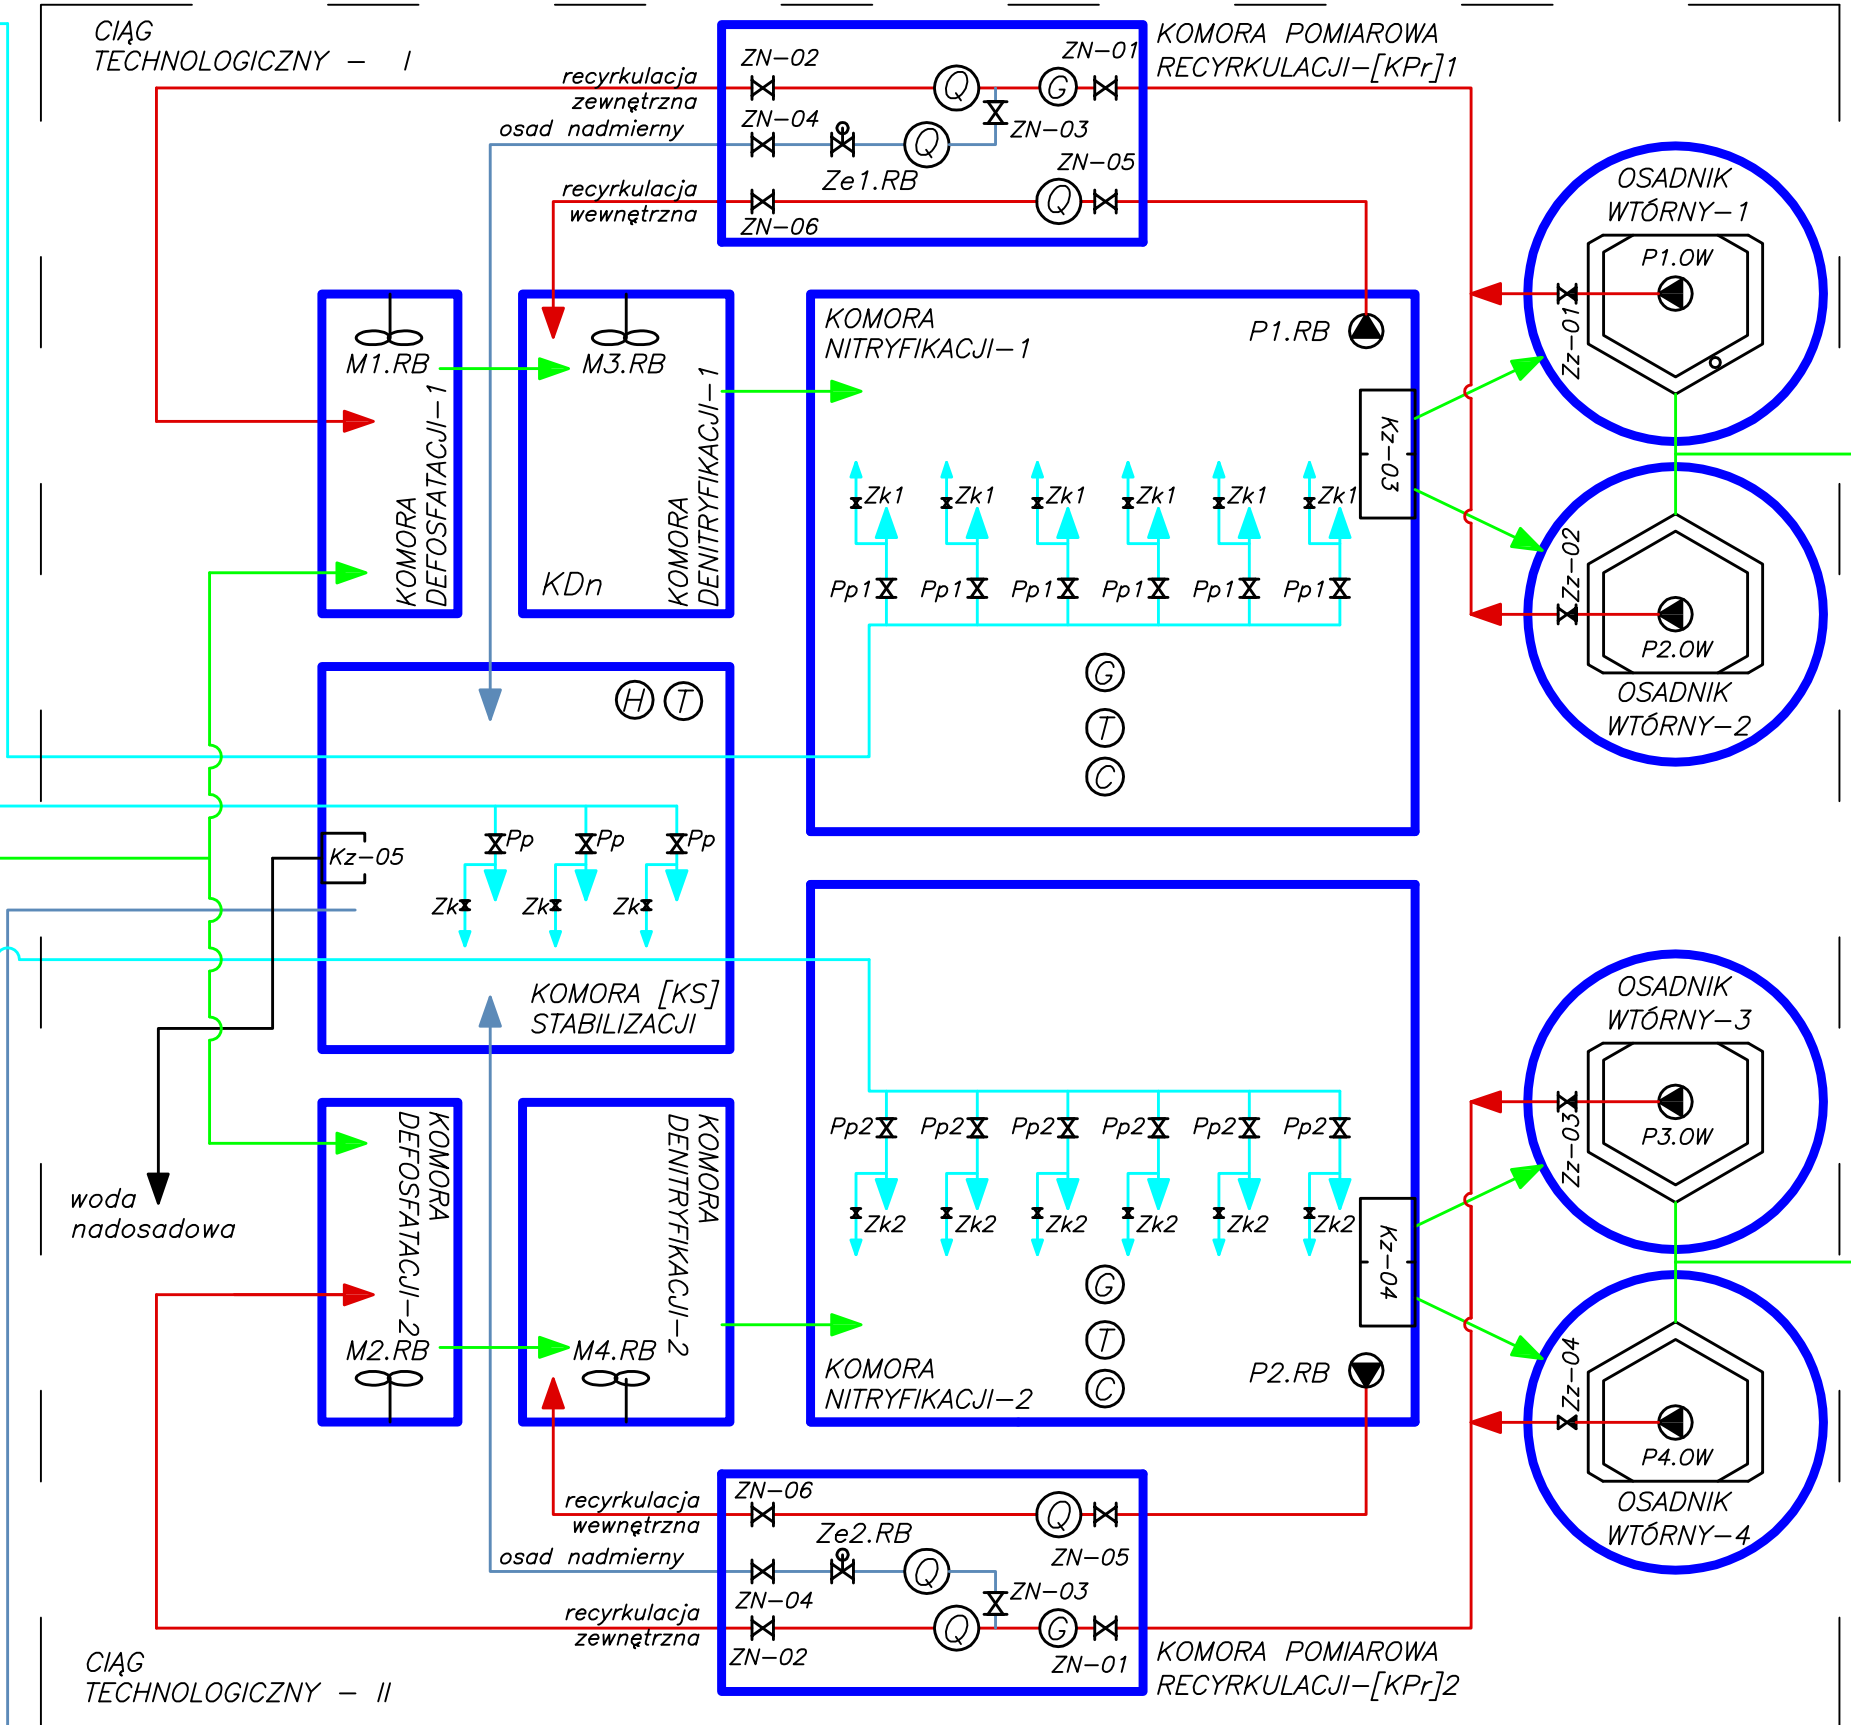 CIĄG
TECHNOLOGICZNY - I
KOMORA POMIAROWA
RECYRKULACJI-[KPr]1
ZN-02
ZN-01
recyrkulacja
zewnętrzna
Q
G
ZN-04
ZN-03
osad nadmierny
Q
Ze1.RB
ZN-05
recyrkulacja
wewnętrzna
Q
ZN-06
OSADNIK
WTÓRNY-1
P1.OW
Zz-01
KOMORA
NITRYFIKACJI-1
P1.RB
M1.RB
M3.RB
KOMORA
DEFOSFATACJI-1
KOMORA
DENITRYFIKACJI-1
KDn
Kz-03
Zk1 Zk1 Zk1 Zk1 Zk1 Zk1
Pp1 Pp1 Pp1 Pp1 Pp1 Pp1
Zz-02
P2.OW
OSADNIK
WTÓRNY-2
G
T
C
H T
Pp Pp Pp
Kz-05
Zk Zk Zk
KOMORA [KS]
STABILIZACJI
OSADNIK
WTÓRNY-3
P3.OW
Zz-03
KOMORA
DEFOSFATACJI-2
KOMORA
DENITRYFIKACJI-2
Pp2 Pp2 Pp2 Pp2 Pp2 Pp2
Zk2 Zk2 Zk2 Zk2 Zk2 Zk2
woda
nadosadowa
Kz-04
G
T
C
M2.RB
M4.RB
KOMORA
NITRYFIKACJI-2
P2.RB
Zz-04
P4.OW
OSADNIK
WTÓRNY-4
ZN-06
recyrkulacja
wewnętrzna
Q
Ze2.RB
ZN-05
osad nadmierny
Q
ZN-04
ZN-03
recyrkulacja
zewnętrzna
Q
G
ZN-02
ZN-01
KOMORA POMIAROWA
RECYRKULACJI-[KPr]2
CIĄG
TECHNOLOGICZNY - II